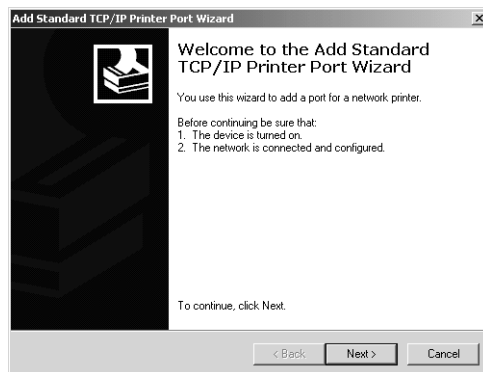 Add Standard TCP/IP Printer Port Wizard
Welcome to the Add Standard
TCP/IP Printer Port Wizard
You use this wizard to add a port for a network printer.
Before continuing be sure that:
1. The device is turned on.
2. The network is connected and configured.
To continue, click Next.
< Back
Next >
Cancel